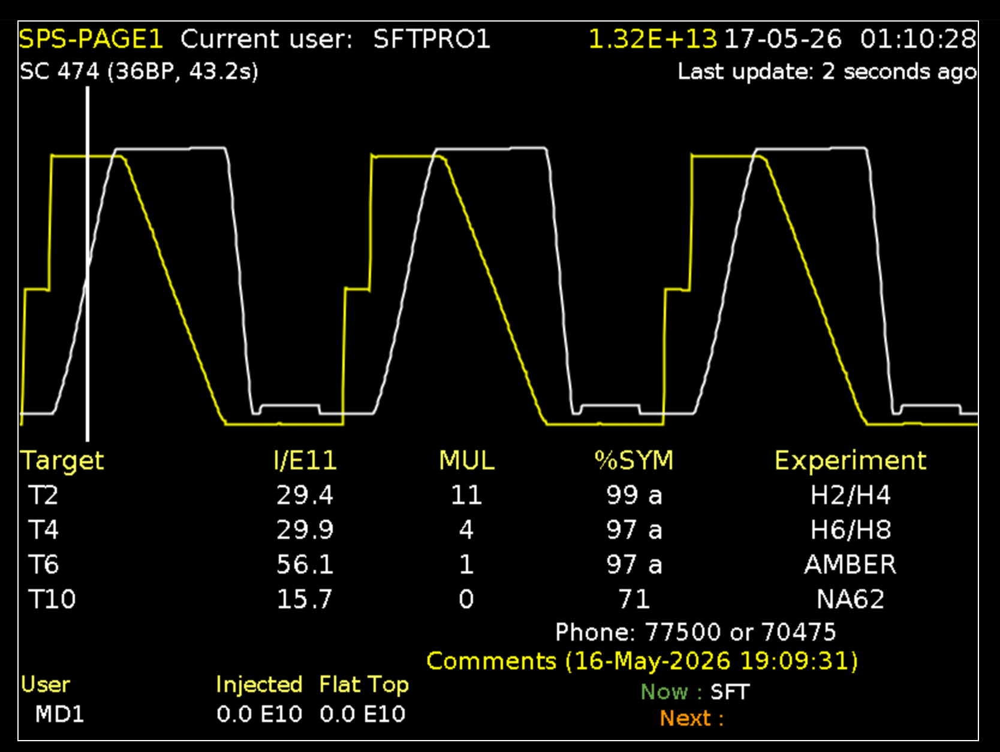 SPS-PAGE1 Current user: SFTPRO1 1.32E+13 17-05-26 01:10:28
SC 474 (36BP, 43.2s) Last update: 2 seconds ago
Target I/E11 MUL %SYM Experiment
T2 29.4 11 99 a H2/H4
T4 29.9 4 97 a H6/H8
T6 56.1 1 97 a AMBER
T10 15.7 0 71 NA62
Phone: 77500 or 70475
Comments (16-May-2026 19:09:31)
User Injected Flat Top
Now : SFT
MD1 0.0 E10 0.0 E10
Next :